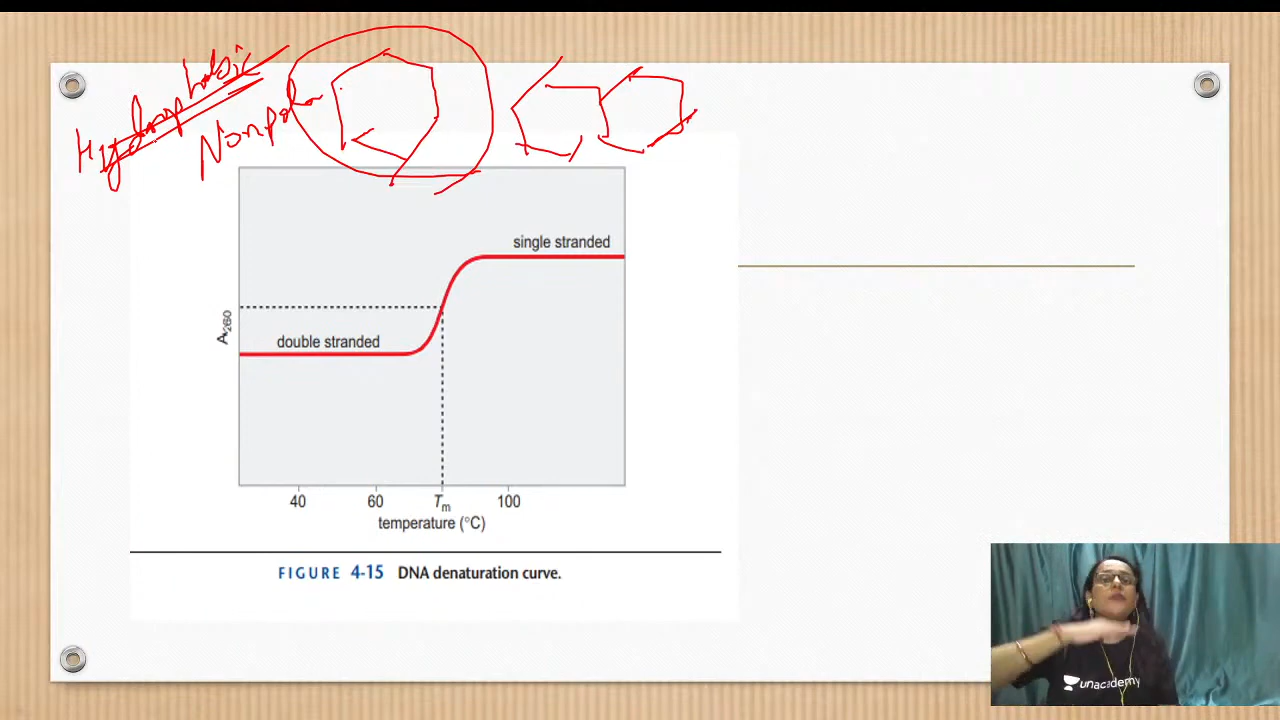 Hydrophobic
Nonpolar
single stranded
A260
double stranded
40 60 Tm 100
temperature (°C)
FIGURE 4-15 DNA denaturation curve.
unacademy